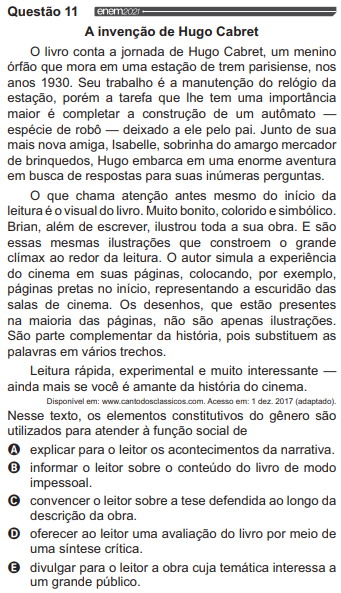 Questão 11 enem2021
A invenção de Hugo Cabret
O livro conta a jornada de Hugo Cabret, um menino
órfão que mora em uma estação de trem parisiense, nos
anos 1930. Seu trabalho é a manutenção do relógio da
estação, porém a tarefa que lhe tem uma importância
maior é completar a construção de um autômato —
espécie de robô — deixado a ele pelo pai. Junto de sua
mais nova amiga, Isabelle, sobrinha do amargo mercador
de brinquedos, Hugo embarca em uma enorme aventura
em busca de respostas para suas inúmeras perguntas.
O que chama atenção antes mesmo do início da
leitura é o visual do livro. Muito bonito, colorido e simbólico.
Brian, além de escrever, ilustrou toda a sua obra. E são
essas mesmas ilustrações que constroem o grande
clímax ao redor da leitura. O autor simula a experiência
do cinema em suas páginas, colocando, por exemplo,
páginas pretas no início, representando a escuridão das
salas de cinema. Os desenhos, que estão presentes
na maioria das páginas, não são apenas ilustrações.
São parte complementar da história, pois substituem as
palavras em vários trechos.
Leitura rápida, experimental e muito interessante —
ainda mais se você é amante da história do cinema.
Disponível em: www.cantodosclassicos.com. Acesso em: 1 dez. 2017 (adaptado).
Nesse texto, os elementos constitutivos do gênero são
utilizados para atender à função social de
A explicar para o leitor os acontecimentos da narrativa.
B informar o leitor sobre o conteúdo do livro de modo
impessoal.
C convencer o leitor sobre a tese defendida ao longo da
descrição da obra.
D oferecer ao leitor uma avaliação do livro por meio de
uma síntese crítica.
E divulgar para o leitor a obra cuja temática interessa a
um grande público.